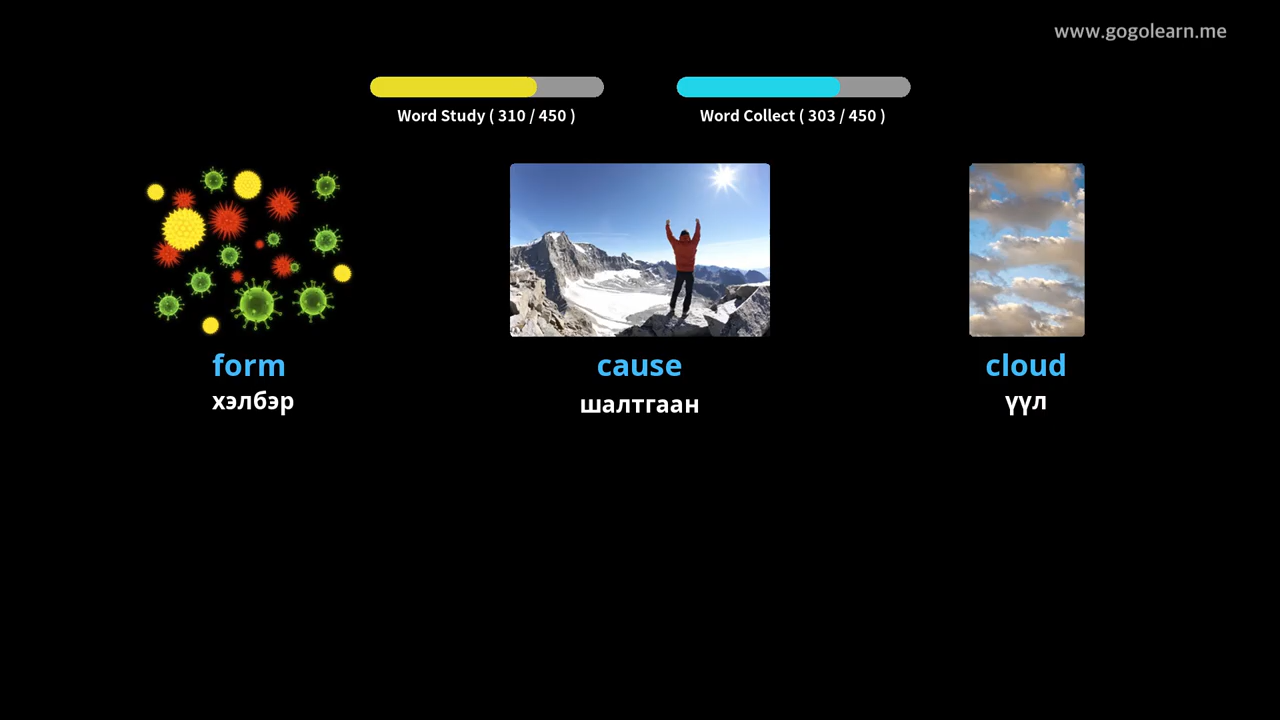 www.gogolearn.me
Word Study ( 310 / 450 )
Word Collect ( 303 / 450 )
form
хэлбэр
cause
шалтгаан
cloud
үүл